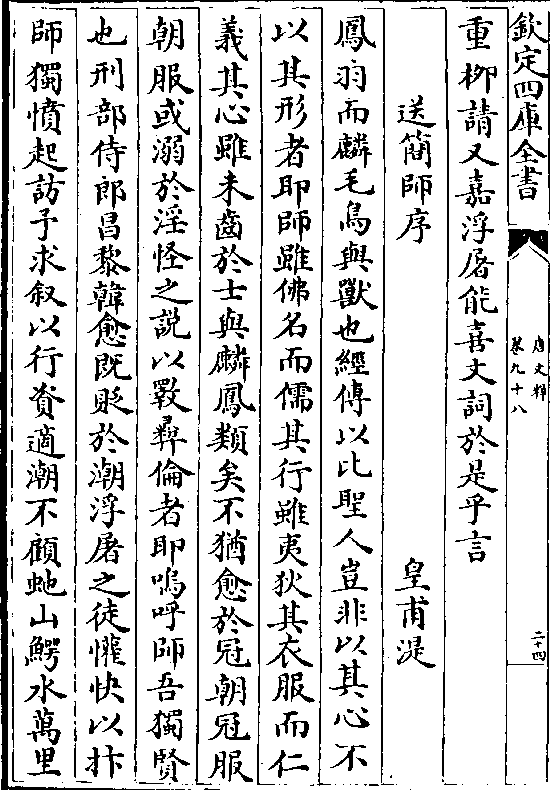 欽定四庫全書
唐文粹
卷九十八
二十四
重栁請又嘉浮屠能喜文詞於是乎言
送簡師序
皇甫湜
鳳羽而麟毛鳥與獸也經傳以比聖人豈非以其心不
以其形者耶師雖佛名而儒其行雖夷狄其衣服而仁
義其心雖未齒於士與麟鳳類矣不猶愈於冠朝冠服
朝服或溺於淫怪之説以斁彞倫者耶嗚呼師吾獨賢
也刑部侍郎昌黎韓愈既貶於潮浮屠之徒懽快以抃
師獨憤起訪予求叙以行資適潮不顧虵山鰐水萬里